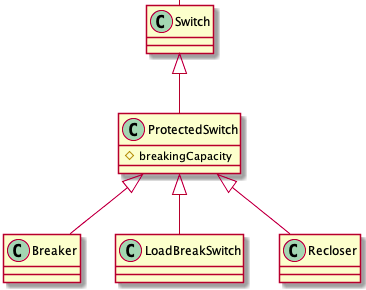 C Switch
C ProtectedSwitch
breakingCapacity
C Breaker
C LoadBreakSwitch
C Recloser